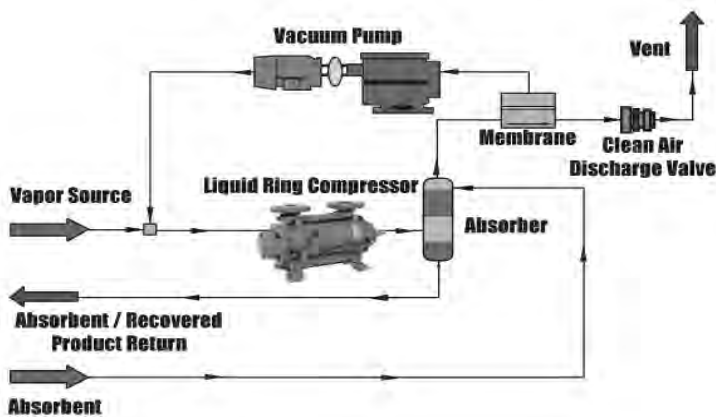 Vacuum Pump
Vent
Membrane
Clean Air
Discharge Valve
Vapor Source
Liquid Ring Compressor
Absorber
Absorbent / Recovered
Product Return
Absorbent